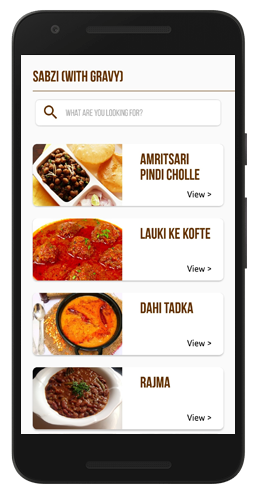 SABZI (WITH GRAVY)
WHAT ARE YOU LOOKING FOR?
AMRITSARI
PINDI CHOLLE
View >
LAUKI KE KOFTE
View >
DAHI TADKA
View >
RAJMA
View >